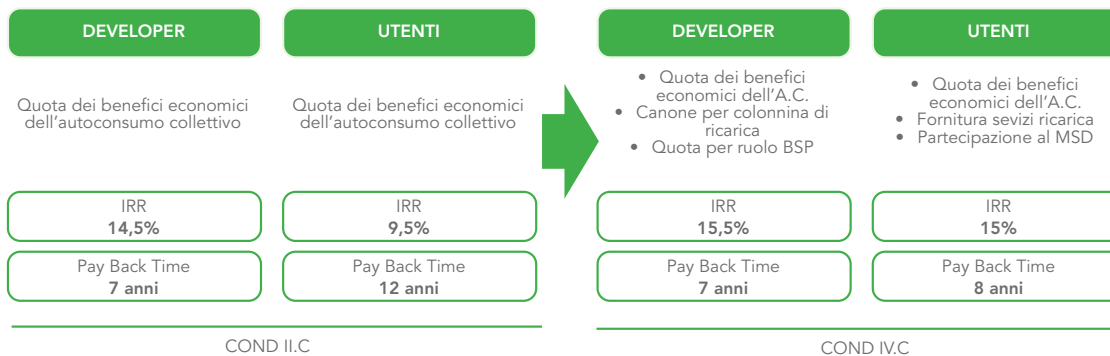 DEVELOPER
UTENTI
Quota dei benefici economici
dell'autoconsumo collettivo
Quota dei benefici economici
dell'autoconsumo collettivo
IRR
14,5%
IRR
9,5%
Pay Back Time
7 anni
Pay Back Time
12 anni
COND II.C
DEVELOPER
UTENTI
• Quota dei benefici
economici dell'A.C.
• Canone per colonnina di
ricarica
• Quota per ruolo BSP
• Quota dei benefici
economici dell'A.C.
• Fornitura sevizi ricarica
• Partecipazione al MSD
IRR
15,5%
IRR
15%
Pay Back Time
7 anni
Pay Back Time
8 anni
COND IV.C